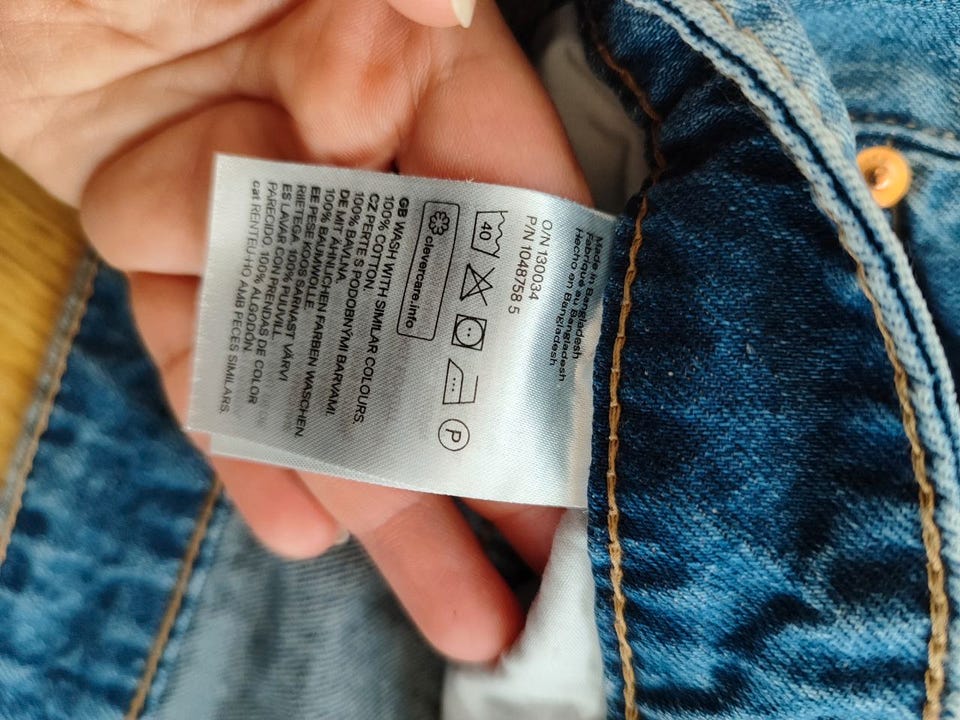 Made in Bangladesh
Fabriqué au Bangladesh
Hecho en Bangladesh
O/N 130034
P/N 1048758 5
40
P
clevercare.info
GB WASH WITH SIMILAR COLOURS
100% COTTON.
CZ PERTE S PODOBNÝMI BARVAMI.
100% BAVLNA.
DE MIT ÄHNLICHEN FARBEN WASCHEN.
100% BAUMWOLLE
EE PESE KOOS SARNAST VÄRVI
RIIETEGA. 100% PUUVILL.
ES LAVAR CON PRENDAS DE COLOR
PARECIDO. 100% ALGODÓN.
cat RENTEU-HO AMB PECES SIMILARS.